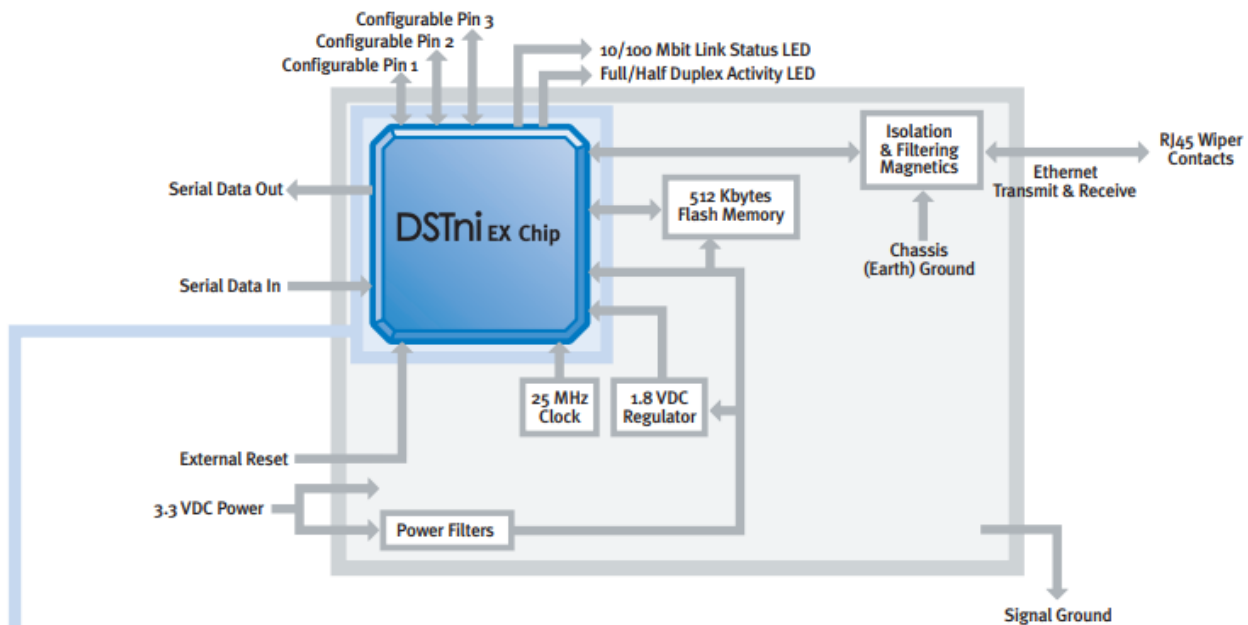 Configurable Pin 3
Configurable Pin 2
Configurable Pin 1
10/100 Mbit Link Status LED
Full/Half Duplex Activity LED
Isolation
& Filtering
Magnetics
RJ45 Wiper
Contacts
Ethernet
Transmit & Receive
Serial Data Out
512 Kbytes
Flash Memory
DSTni EX Chip
Chassis
(Earth) Ground
Serial Data In
25 MHz
Clock
1.8 VDC
Regulator
External Reset
3.3 VDC Power
Power Filters
Signal Ground